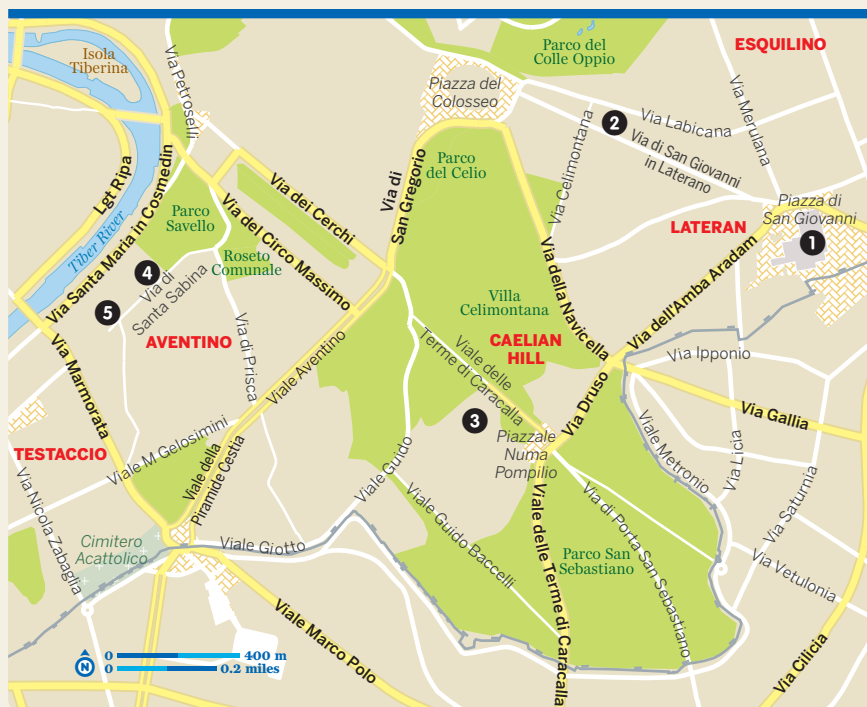 ESQUILINO
Isola
Tiberina
Via Petroselli
Parco del
Colle Oppio
Piazza del
Colosseo
2
Via Labicana
Via Merulana
Via di San Giovanni
in Laterano
Via Celimontana
Lgt Ripa
Tiber River
Via Santa Maria in Cosmedin
Parco
Savello
Via dei Cerchi
Via del Circo Massimo
Via di
San Gregorio
Parco
del Celio
Piazza di
San Giovanni
LATERAN
1
4
Via di
Santa Sabina
Roseto
Comunale
5
Via della Navicella
Via dell'Amba Aradam
Villa
Celimontana
AVENTINO
Via di Prisca
Viale Aventino
CAELIAN
HILL
Viale delle
Terme di Caracalla
Via Druso
Via Ipponio
Via Marmorata
3
Piazzale
Numa
Pompilio
Via Gallia
Viale Metronio
Via Licia
TESTACCIO
Viale M Gelosimini
Viale della
Piramide Cestia
Viale Guido
Via Saturnia
Via Nicola Zabaglia
Cimitero
Acattolico
Viale Giotto
Viale Guido Baccelli
Viale delle Terme di Caracalla
Via di Porta San Sebastiano
Parco San
Sebastiano
Via Vetulonia
Viale Marco Polo
Via Cilicia
N
0 400 m
0 0.2 miles